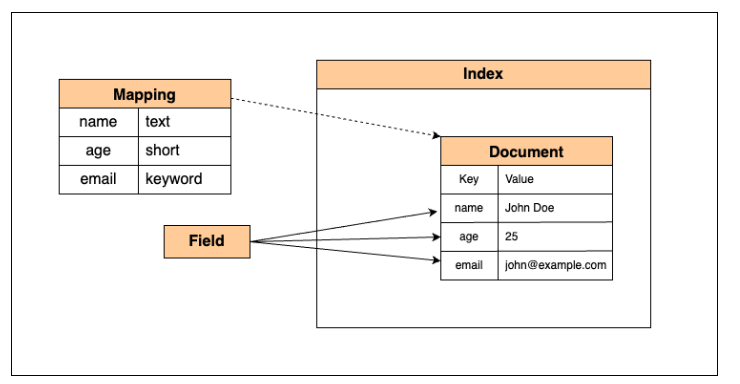 Index
Mapping
name text
age short
email keyword
Document
Key Value
name John Doe
age 25
email john@example.com
Field